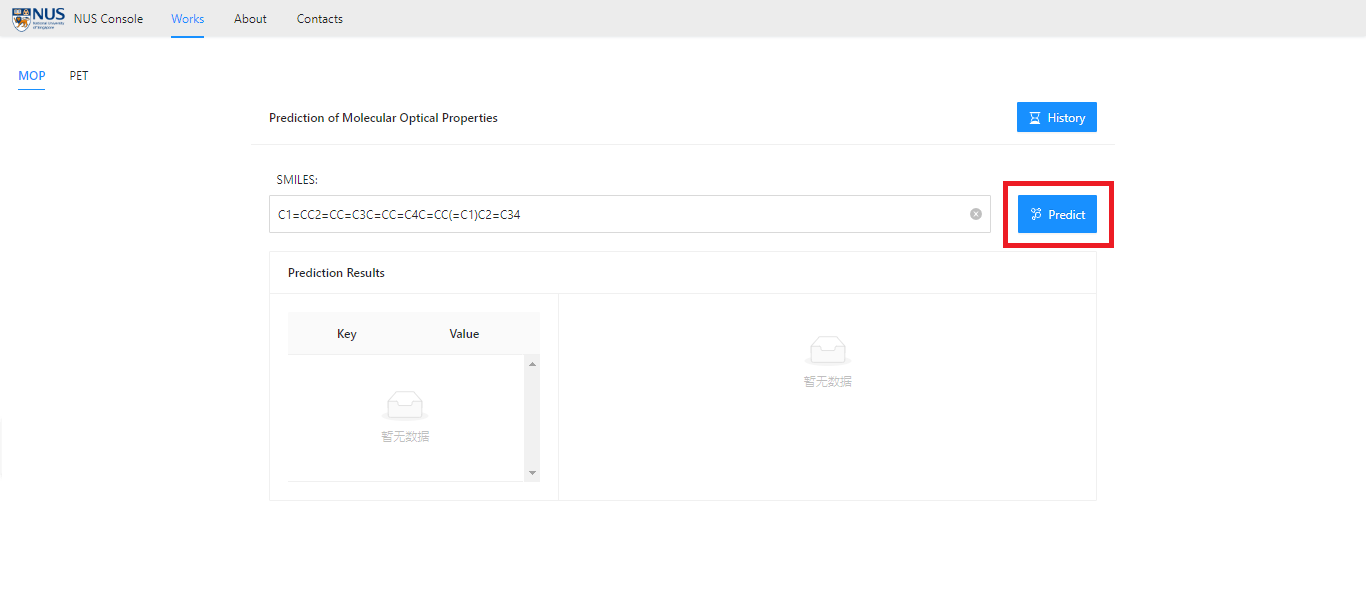 NUS
National University
of Singapore
NUS Console Works About Contacts
MOP PET
Prediction of Molecular Optical Properties
History
SMILES:
C1=CC2=CC=C3C=CC=C4C=CC(=C1)C2=C34
Predict
Prediction Results
Key Value
暂无数据
暂无数据